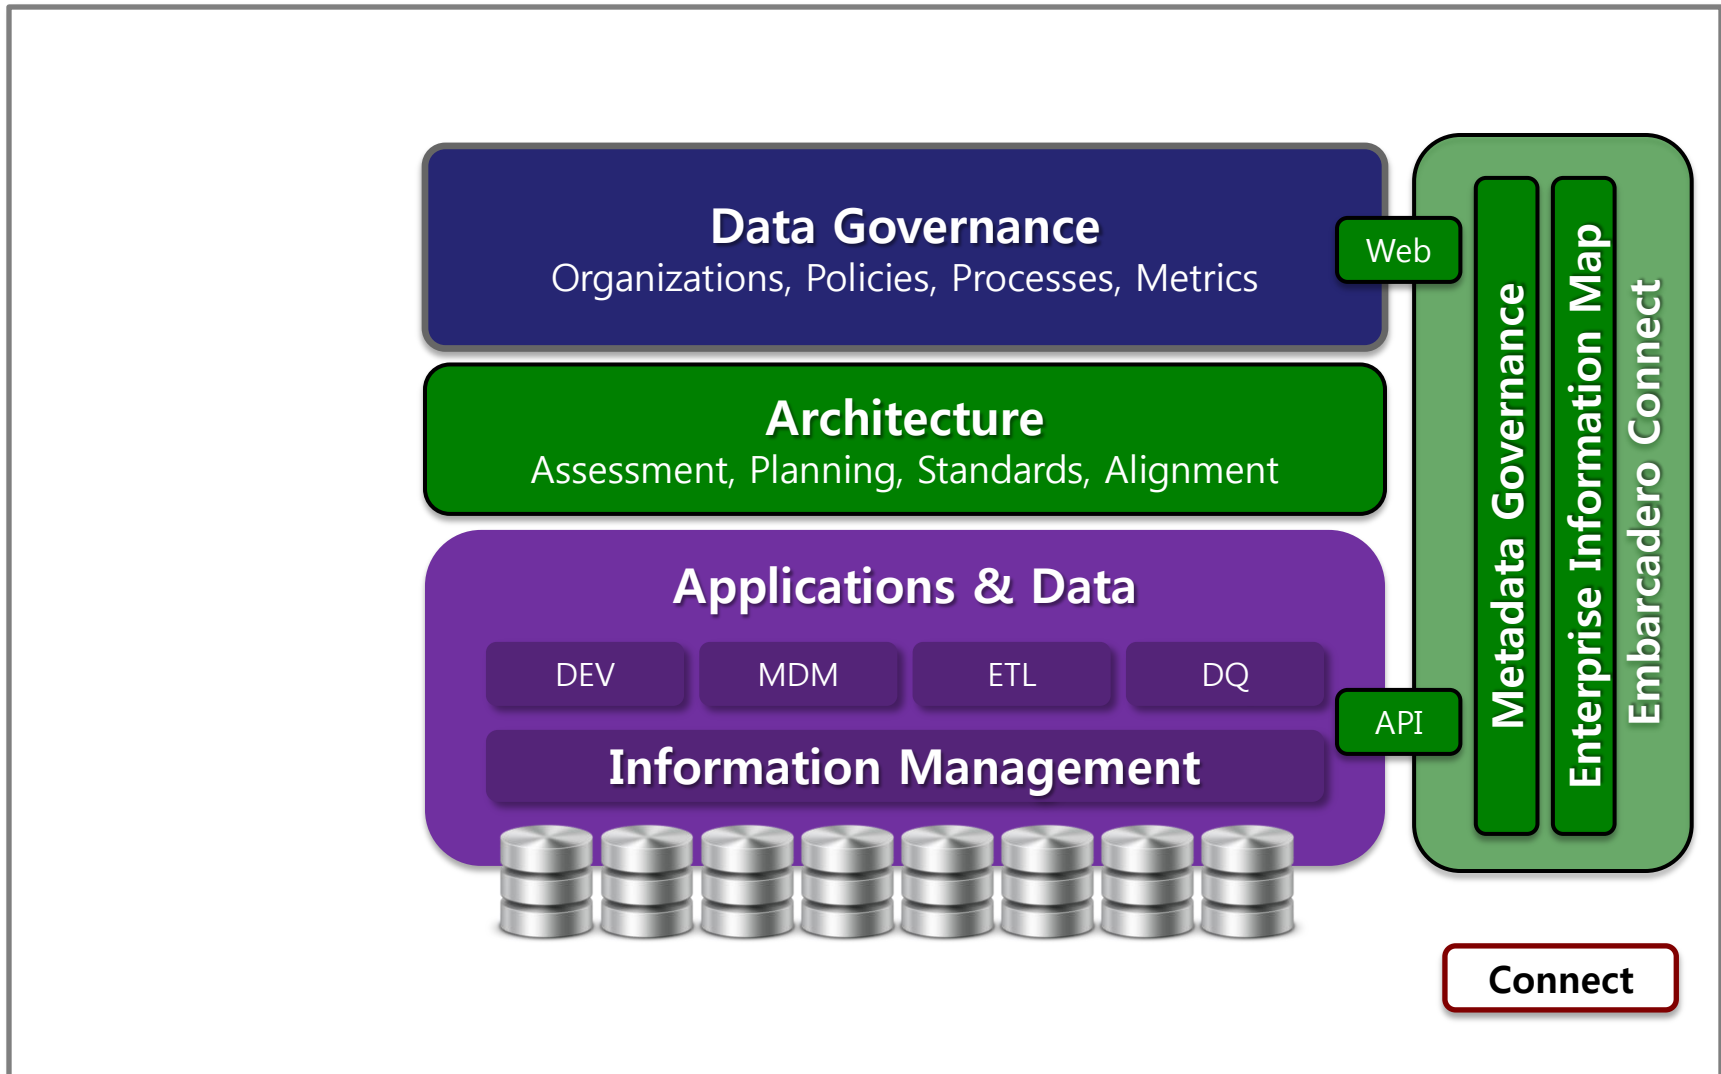 Data Governance
Organizations, Policies, Processes, Metrics
Web
Architecture
Assessment, Planning, Standards, Alignment
Applications & Data
DEV
MDM
ETL
DQ
API
Information Management
Metadata Governance
Enterprise Information Map
Embarcadero Connect
Connect